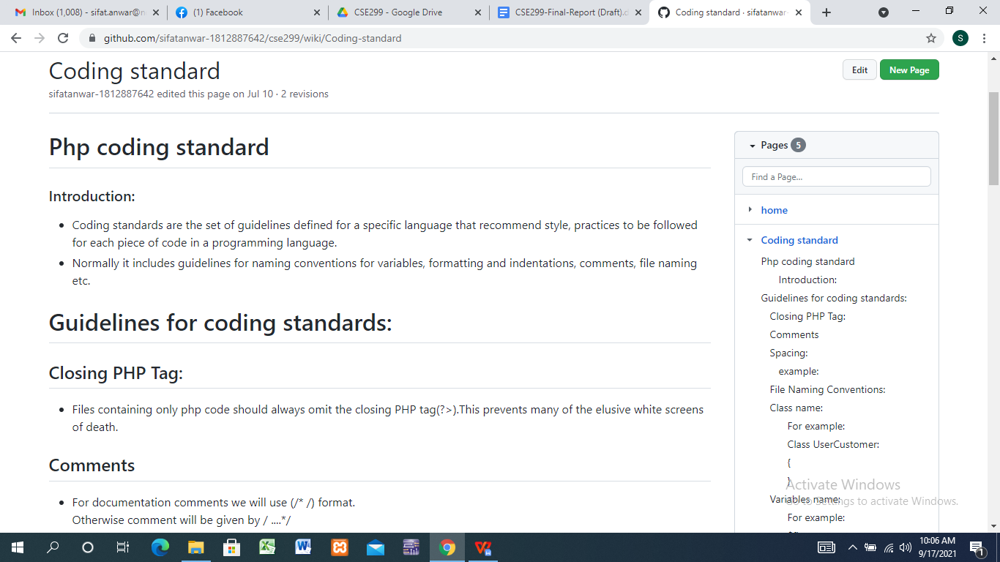 Inbox (1,008) - sifat.anwar@n
(1) Facebook
CSE299 - Google Drive
CSE299-Final-Report (Draft).d
Coding standard · sifatanwar-
github.com/sifatanwar-1812887642/cse299/wiki/Coding-standard
S
Coding standard
Edit
New Page
sifatanwar-1812887642 edited this page on Jul 10 · 2 revisions
Php coding standard
Introduction:
• Coding standards are the set of guidelines defined for a specific language that recommend style, practices to be followed
for each piece of code in a programming language.
• Normally it includes guidelines for naming conventions for variables, formatting and indentations, comments, file naming
etc.
Guidelines for coding standards:
Closing PHP Tag:
• Files containing only php code should always omit the closing PHP tag(?>).This prevents many of the elusive white screens
of death.
Comments
• For documentation comments we will use (/* /) format.
Otherwise comment will be given by / ....*/
Pages 5
Find a Page...
home
Coding standard
Php coding standard
Introduction:
Guidelines for coding standards:
Closing PHP Tag:
Comments
Spacing:
example:
File Naming Conventions:
Class name:
For example:
Class UserCustomer:
{
}
Variables name:
For example:
Activate Windows
Go to Settings to activate Windows.
10:06 AM
9/17/2021
1